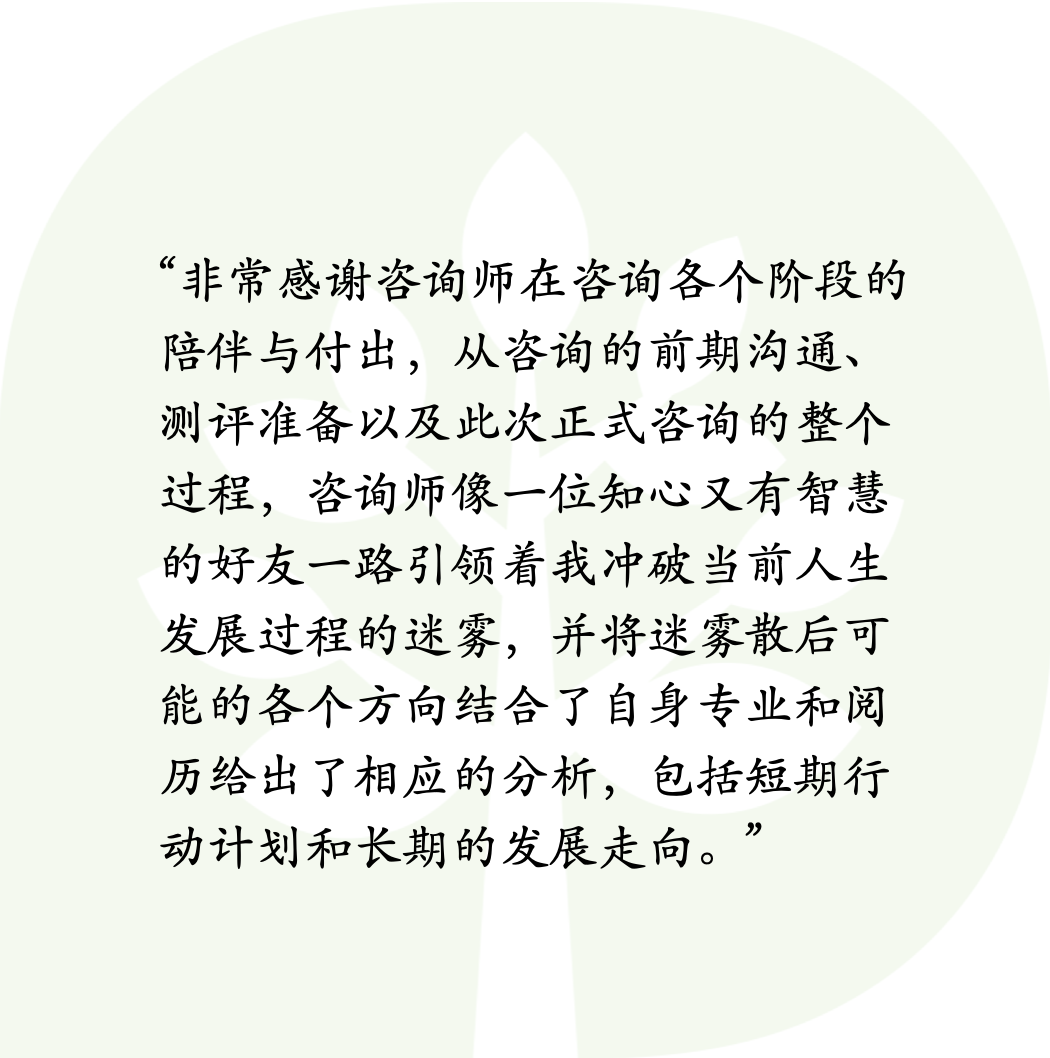 “非常感谢咨询师在咨询各个阶段的
陪伴与付出，从咨询的前期沟通、
测评准备以及此次正式咨询的整个
过程，咨询师像一位知心又有智慧
的好友一路引领着我冲破当前人生
发展过程的迷雾，并将迷雾散后可
能的各个方向结合了自身专业和阅
历给出了相应的分析，包括短期行
动计划和长期的发展走向。”